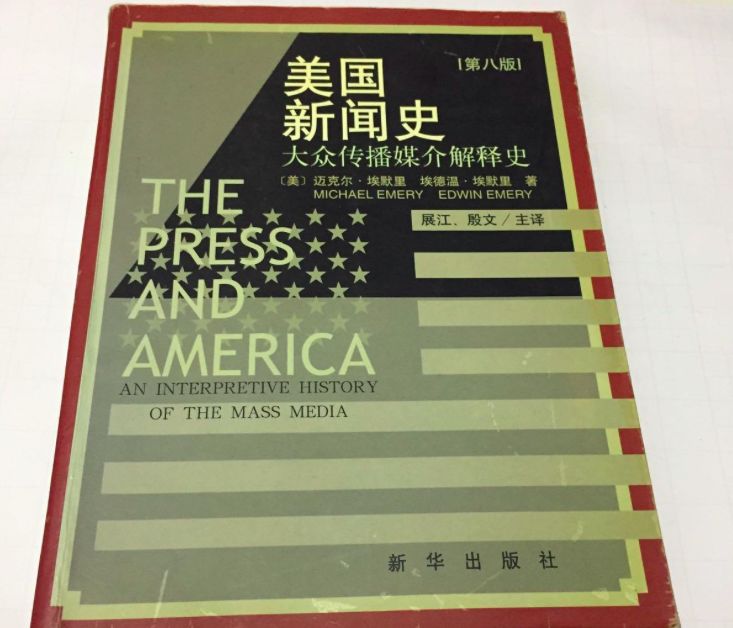 美国
［第八版］
新闻史
大众传播媒介解释史
〔美〕迈克尔·埃默里 埃德温·埃默里 著
MICHAEL EMERY EDWIN EMERY
展江、殷文／主译
THE
PRESS
AND
AMERICA
AN INTERPRETIVE HISTORY
OF THE MASS MEDIA
新华出版社